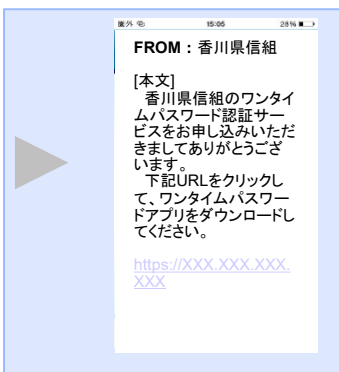 圏外 15:05 28%
FROM：香川県信組
[本文]
　香川県信組のワンタイ
ムパスワード認証サー
ビスをお申し込みいただ
きましてありがとうござ
います。
　下記URLをクリックし
て、ワンタイムパスワー
ドアプリをダウンロードし
てください。
https://XXX.XXX.XXX.
XXX